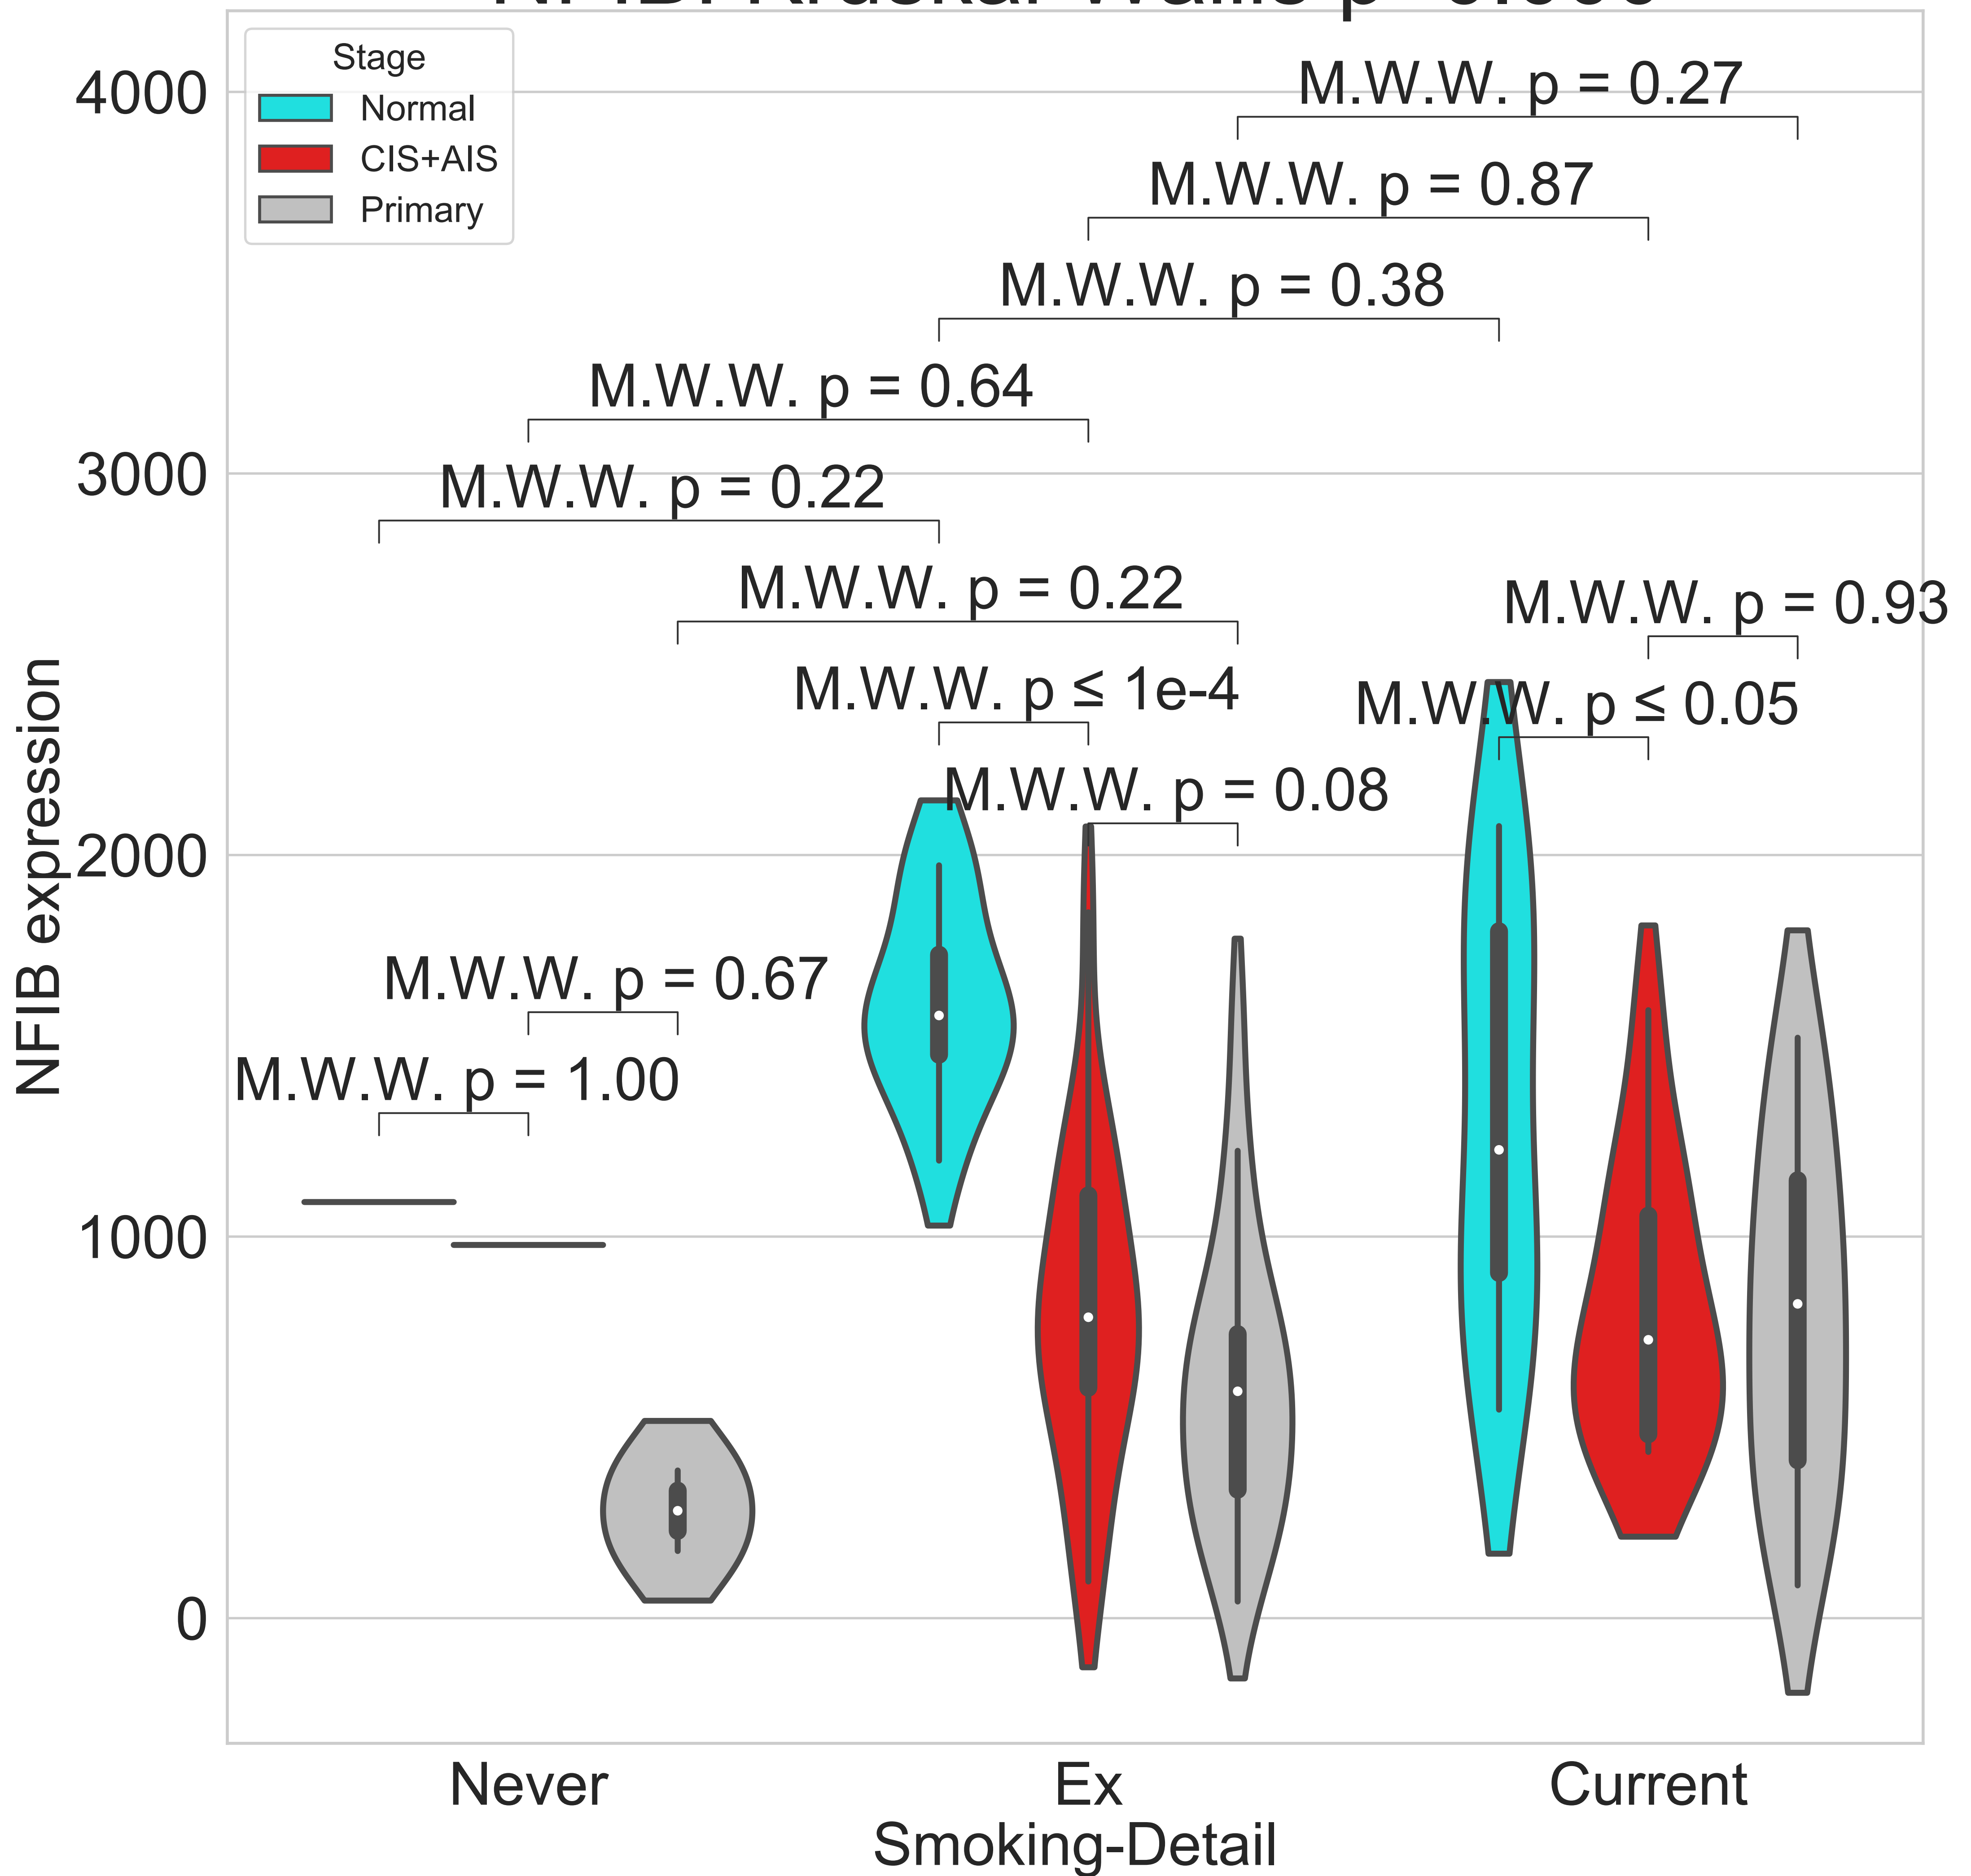 Stage
Normal
CIS+AIS
Primary
4000
3000
2000
1000
0
NFIB expression
M.W.W. p = 0.27
M.W.W. p = 0.87
M.W.W. p = 0.38
M.W.W. p = 0.64
M.W.W. p = 0.22
M.W.W. p = 0.22
M.W.W. p = 0.93
M.W.W. p ≤ 1e-4
M.W.W. p ≤ 0.05
M.W.W. p = 0.08
M.W.W. p = 0.67
M.W.W. p = 1.00
Never
Ex
Current
Smoking-Detail